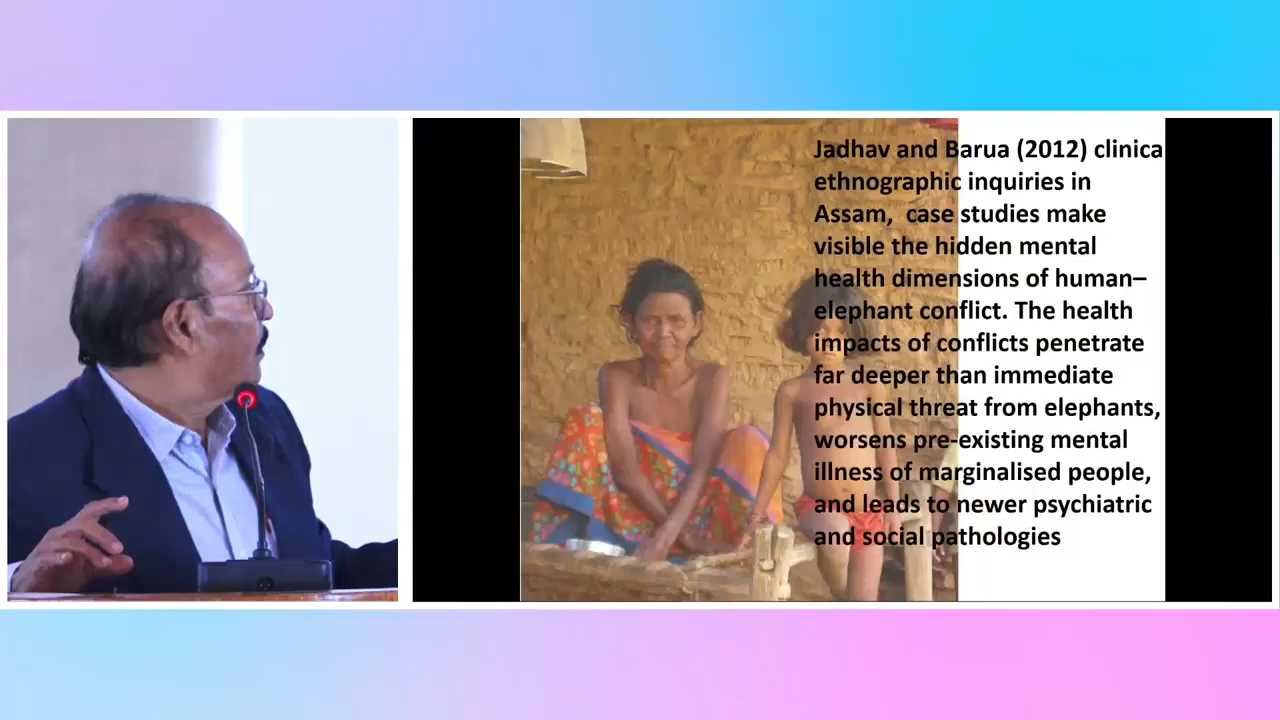 Jadhav and Barua (2012) clinica
ethnographic inquiries in
Assam,  case studies make
visible the hidden mental
health dimensions of human–
elephant conflict. The health
impacts of conflicts penetrate
far deeper than immediate
physical threat from elephants,
worsens pre-existing mental
illness of marginalised people,
and leads to newer psychiatric
and social pathologies